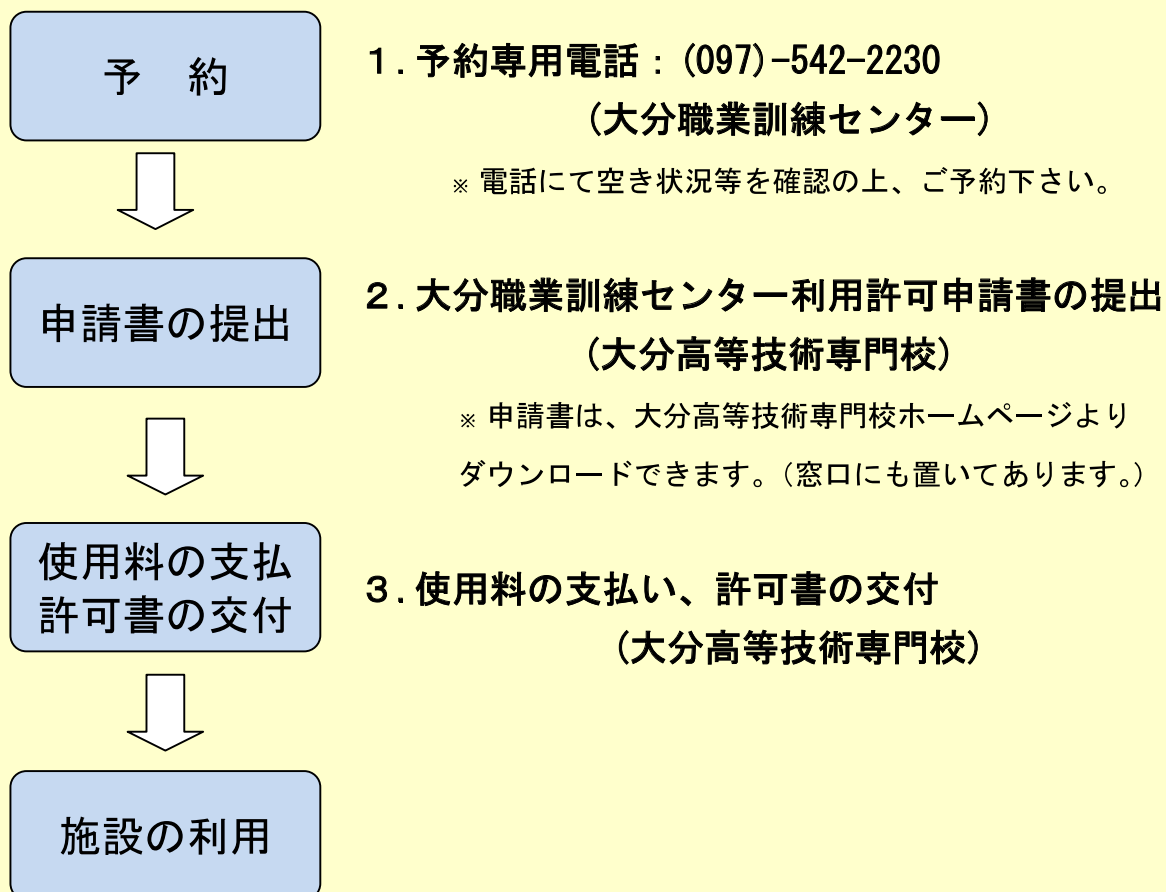 予　約
１．予約専用電話：(097)-542-2230
（大分職業訓練センター）
※ 電話にて空き状況等を確認の上、ご予約下さい。
申請書の提出
２．大分職業訓練センター利用許可申請書の提出
（大分高等技術専門校）
※ 申請書は、大分高等技術専門校ホームページより
ダウンロードできます。（窓口にも置いてあります。）
使用料の支払
許可書の交付
３．使用料の支払い、許可書の交付
（大分高等技術専門校）
施設の利用